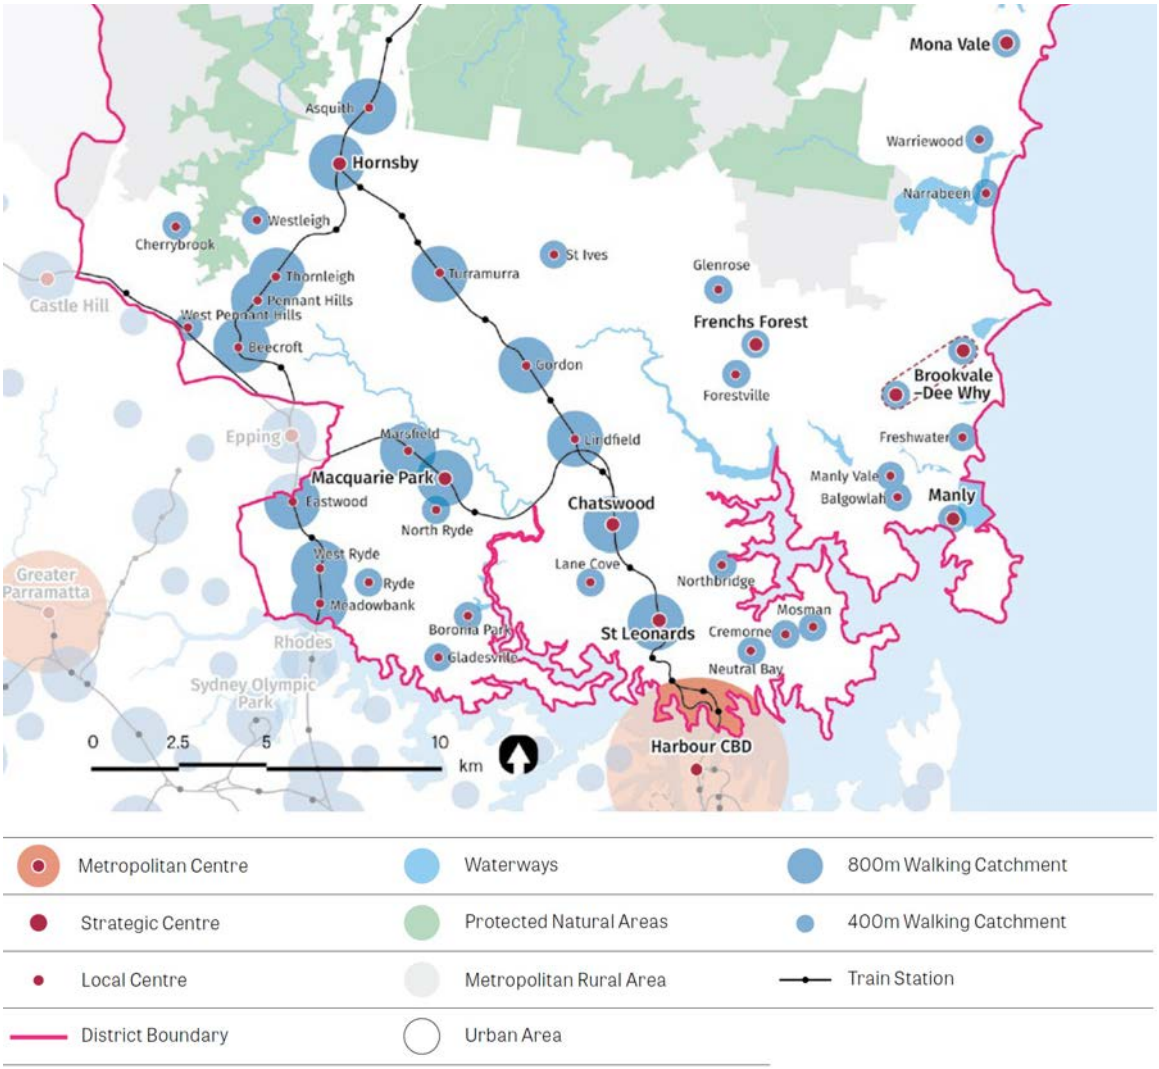 Mona Vale
Asquith
Warriewood
Hornsby
Narrabeen
Westleigh
Cherrybrook
St Ives
Glenrose
Thornleigh
Turramurra
Castle Hill
Pennant Hills
West Pennant Hills
Frenchs Forest
Beecroft
Gordon
Forestville
Brookvale
–Dee Why
Epping
Marsfield
Lindfield
Freshwater
Macquarie Park
Manly Vale
Balgowlah
Manly
Eastwood
Chatswood
North Ryde
West Ryde
Lane Cove
Northbridge
Greater
Parramatta
Ryde
Meadowbank
Mosman
Boronia Park
St Leonards
Cremorne
Rhodes
Gladesville
Neutral Bay
Sydney Olympic
Park
Harbour CBD
0 2.5 5 10
km
Metropolitan Centre
Waterways
800m Walking Catchment
Strategic Centre
Protected Natural Areas
400m Walking Catchment
Local Centre
Metropolitan Rural Area
Train Station
District Boundary
Urban Area